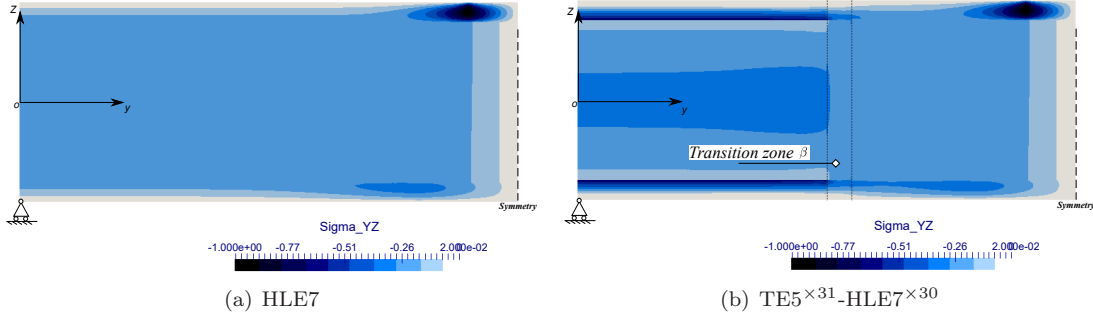 z
o
y
Symmetry
Sigma_YZ
-1.000e+00 -0.77 -0.51 -0.26 2.000e-02
(a) HLE7
z
o
y
Transition zone β
Symmetry
Sigma_YZ
-1.000e+00 -0.77 -0.51 -0.26 2.000e-02
(b) TE5×31-HLE7×30